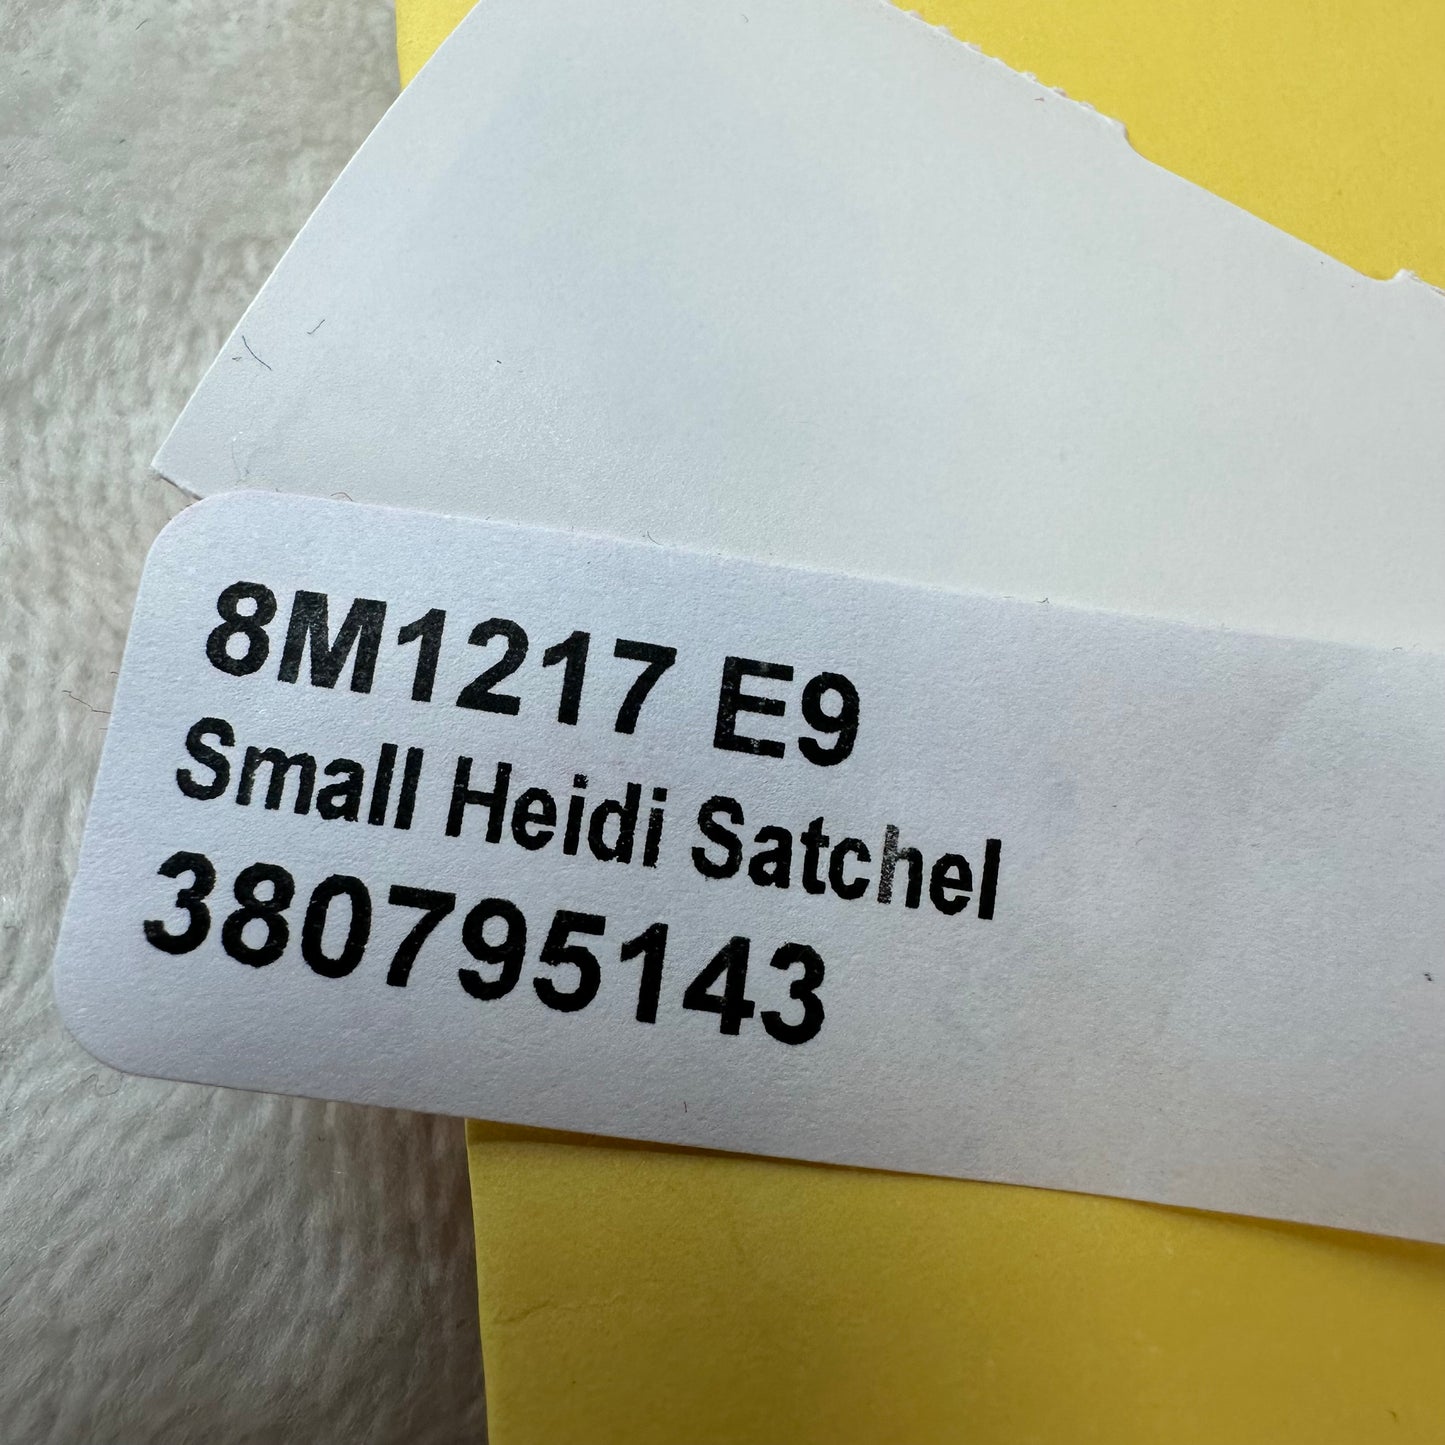 8M1217 E9
Small Heidi Satchel
380795143